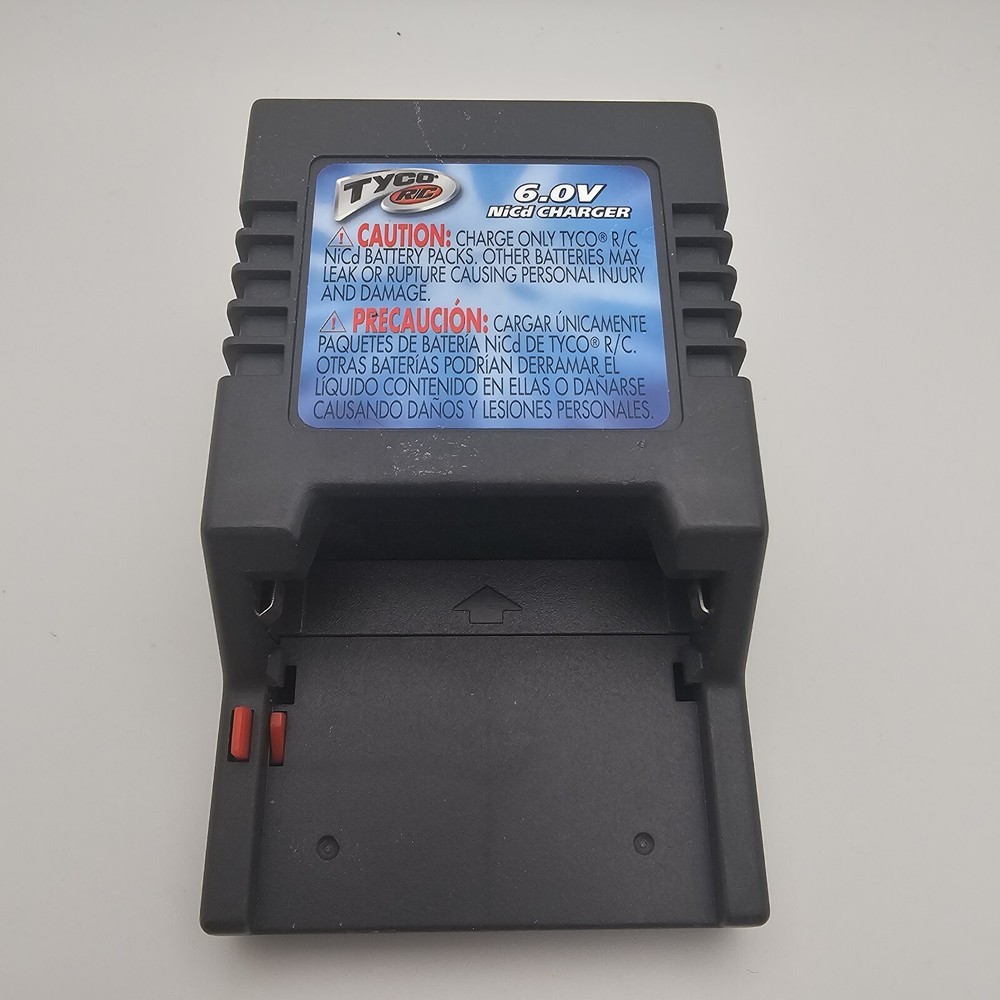 TYCO® R/C
6.0V
NiCd CHARGER
⚠ CAUTION: CHARGE ONLY TYCO® R/C
NiCd BATTERY PACKS. OTHER BATTERIES MAY
LEAK OR RUPTURE CAUSING PERSONAL INJURY
AND DAMAGE.
⚠ PRECAUCIÓN: CARGAR ÚNICAMENTE
PAQUETES DE BATERÍA NiCd DE TYCO® R/C.
OTRAS BATERÍAS PODRÍAN DERRAMAR EL
LÍQUIDO CONTENIDO EN ELLAS O DAÑARSE
CAUSANDO DAÑOS Y LESIONES PERSONALES.